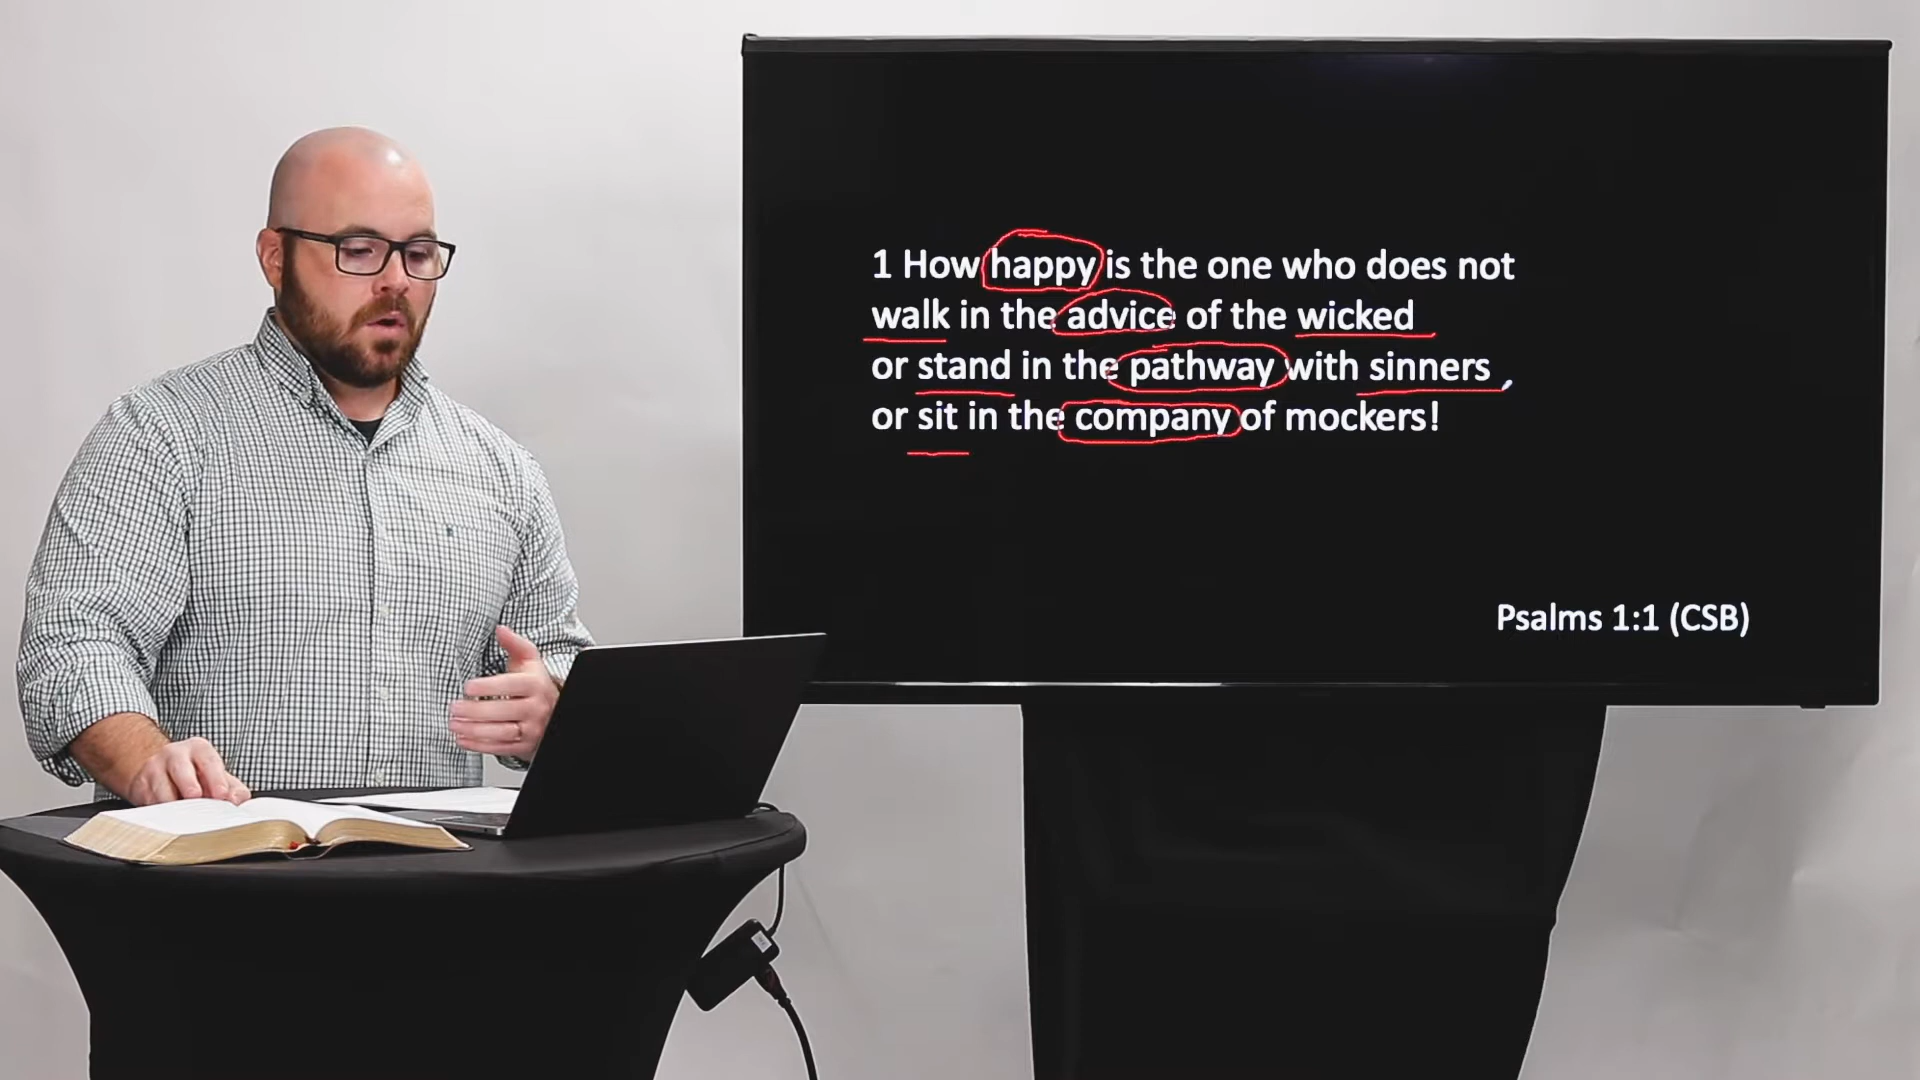 1 How happy is the one who does not
walk in the advice of the wicked
or stand in the pathway with sinners ,
or sit in the company of mockers!
Psalms 1:1 (CSB)